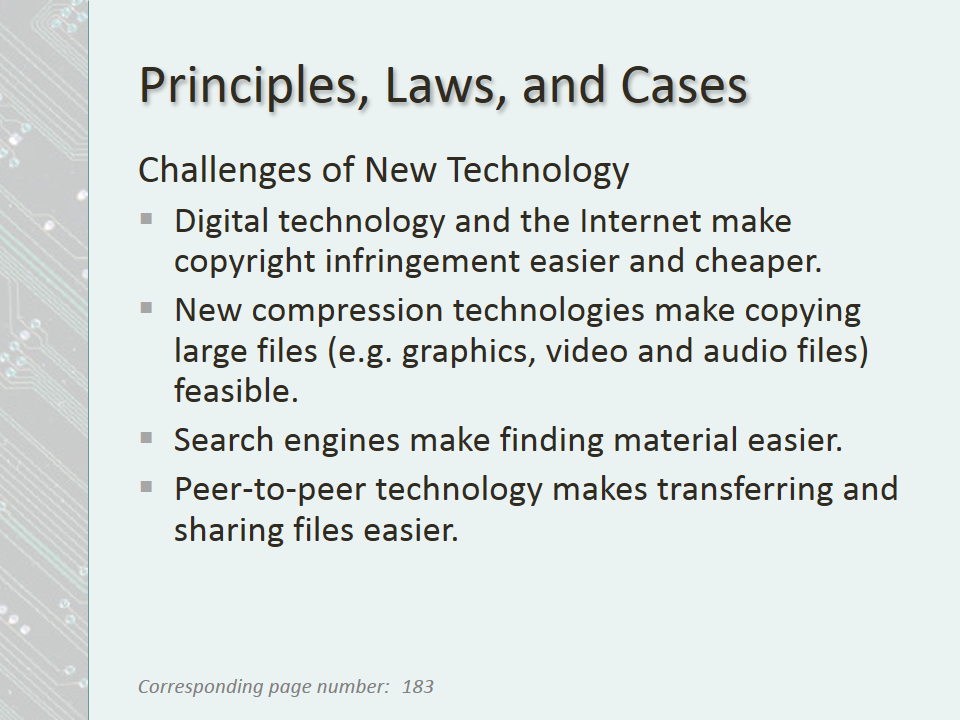 Principles, Laws, and Cases
Challenges of New Technology
▪ Digital technology and the Internet make
copyright infringement easier and cheaper.
▪ New compression technologies make copying
large files (e.g. graphics, video and audio files)
feasible.
▪ Search engines make finding material easier.
▪ Peer-to-peer technology makes transferring and
sharing files easier.
Corresponding page number: 183